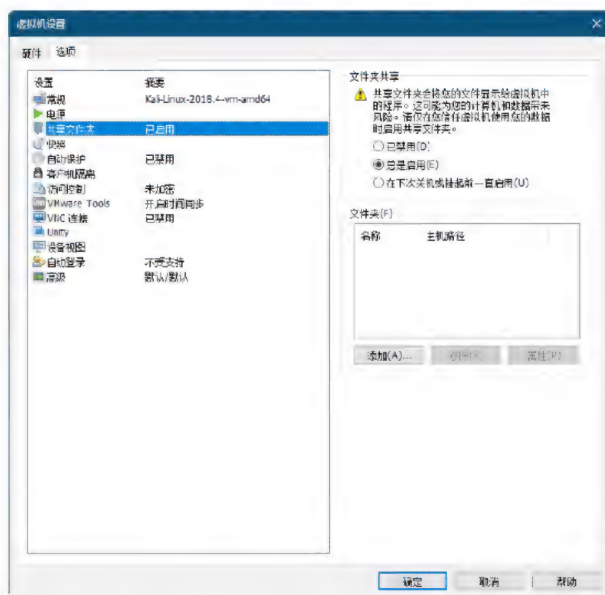 虚拟机设置
硬件 选项
设置 摘要
常规 Kali-Linux-2018.4-vm-amd64
电源
共享文件夹 已启用
快照
自动保护 已禁用
客户机隔离
访问控制 未加密
VMware Tools 开启时间同步
VNC 连接 已禁用
Unity
设备视图
自动登录 不受支持
高级 默认/默认
文件夹共享
共享文件夹会将您的文件显示给虚拟机中
的程序。这可能为您的计算机和数据带来
风险。请仅在您信任虚拟机使用您的数据
时启用共享文件夹。
已禁用(D)
总是启用(E)
在下次关机或挂起前一直启用(U)
文件夹(F)
名称 主机路径
添加(A)... 移除(R) 属性(P)
确定 取消 帮助